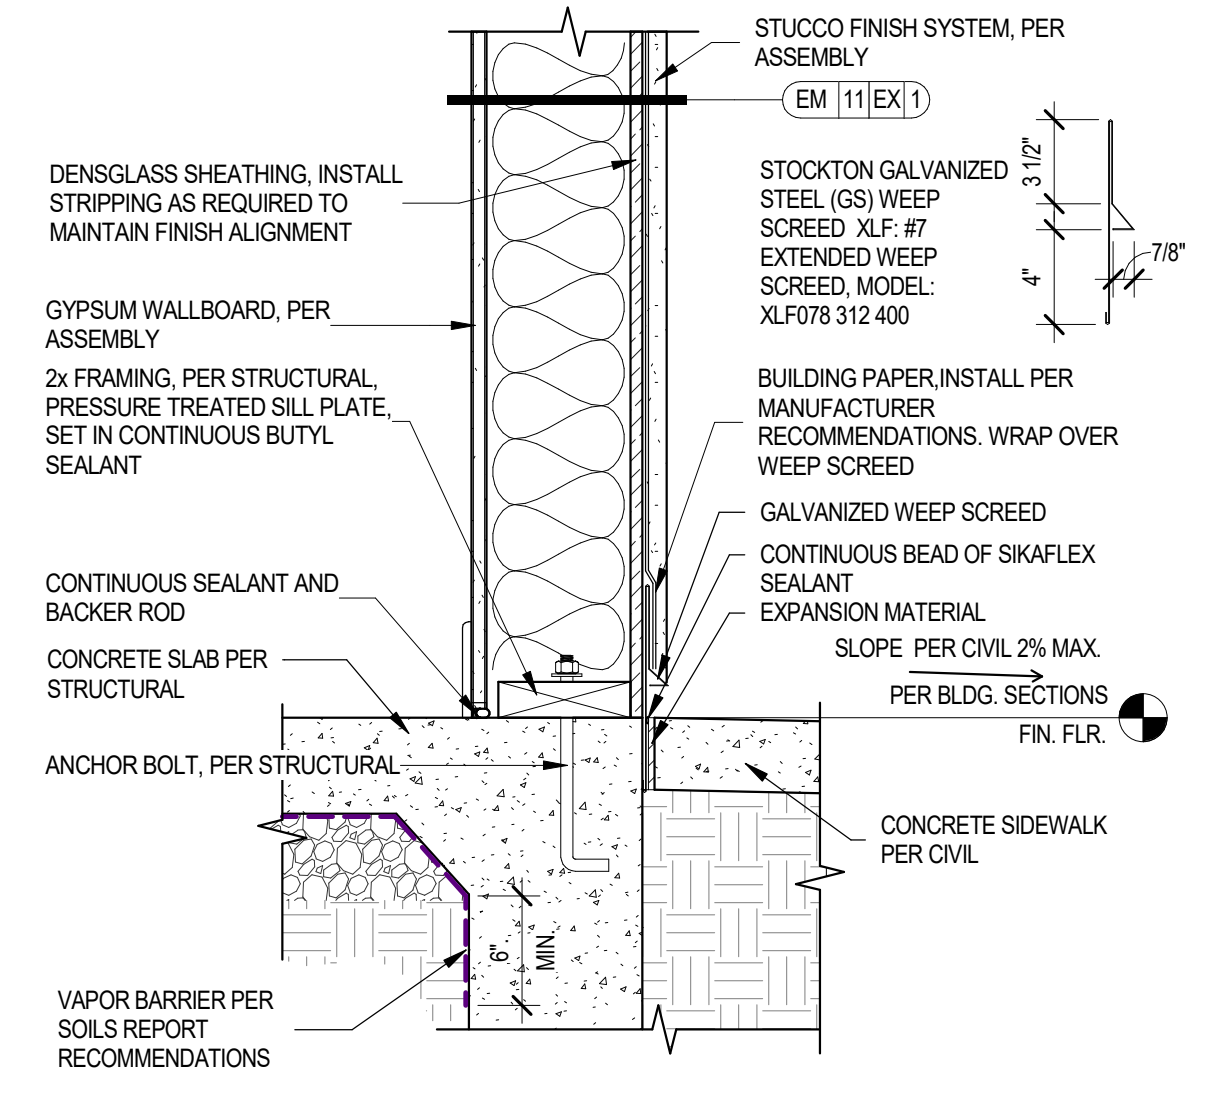 STUCCO FINISH SYSTEM, PER
ASSEMBLY
EM 11 EX 1
DENSGLASS SHEATHING, INSTALL
STRIPPING AS REQUIRED TO
MAINTAIN FINISH ALIGNMENT
STOCKTON GALVANIZED
STEEL (GS) WEEP
SCREED XLF: #7
EXTENDED WEEP
SCREED, MODEL:
XLF078 312 400
3 1/2"
4"
7/8"
GYPSUM WALLBOARD, PER
ASSEMBLY
2x FRAMING, PER STRUCTURAL,
PRESSURE TREATED SILL PLATE,
SET IN CONTINUOUS BUTYL
SEALANT
BUILDING PAPER,INSTALL PER
MANUFACTURER
RECOMMENDATIONS. WRAP OVER
WEEP SCREED
GALVANIZED WEEP SCREED
CONTINUOUS BEAD OF SIKAFLEX
SEALANT
EXPANSION MATERIAL
CONTINUOUS SEALANT AND
BACKER ROD
SLOPE PER CIVIL 2% MAX.
CONCRETE SLAB PER
STRUCTURAL
PER BLDG. SECTIONS
FIN. FLR.
ANCHOR BOLT, PER STRUCTURAL
CONCRETE SIDEWALK
PER CIVIL
6"
MIN.
VAPOR BARRIER PER
SOILS REPORT
RECOMMENDATIONS